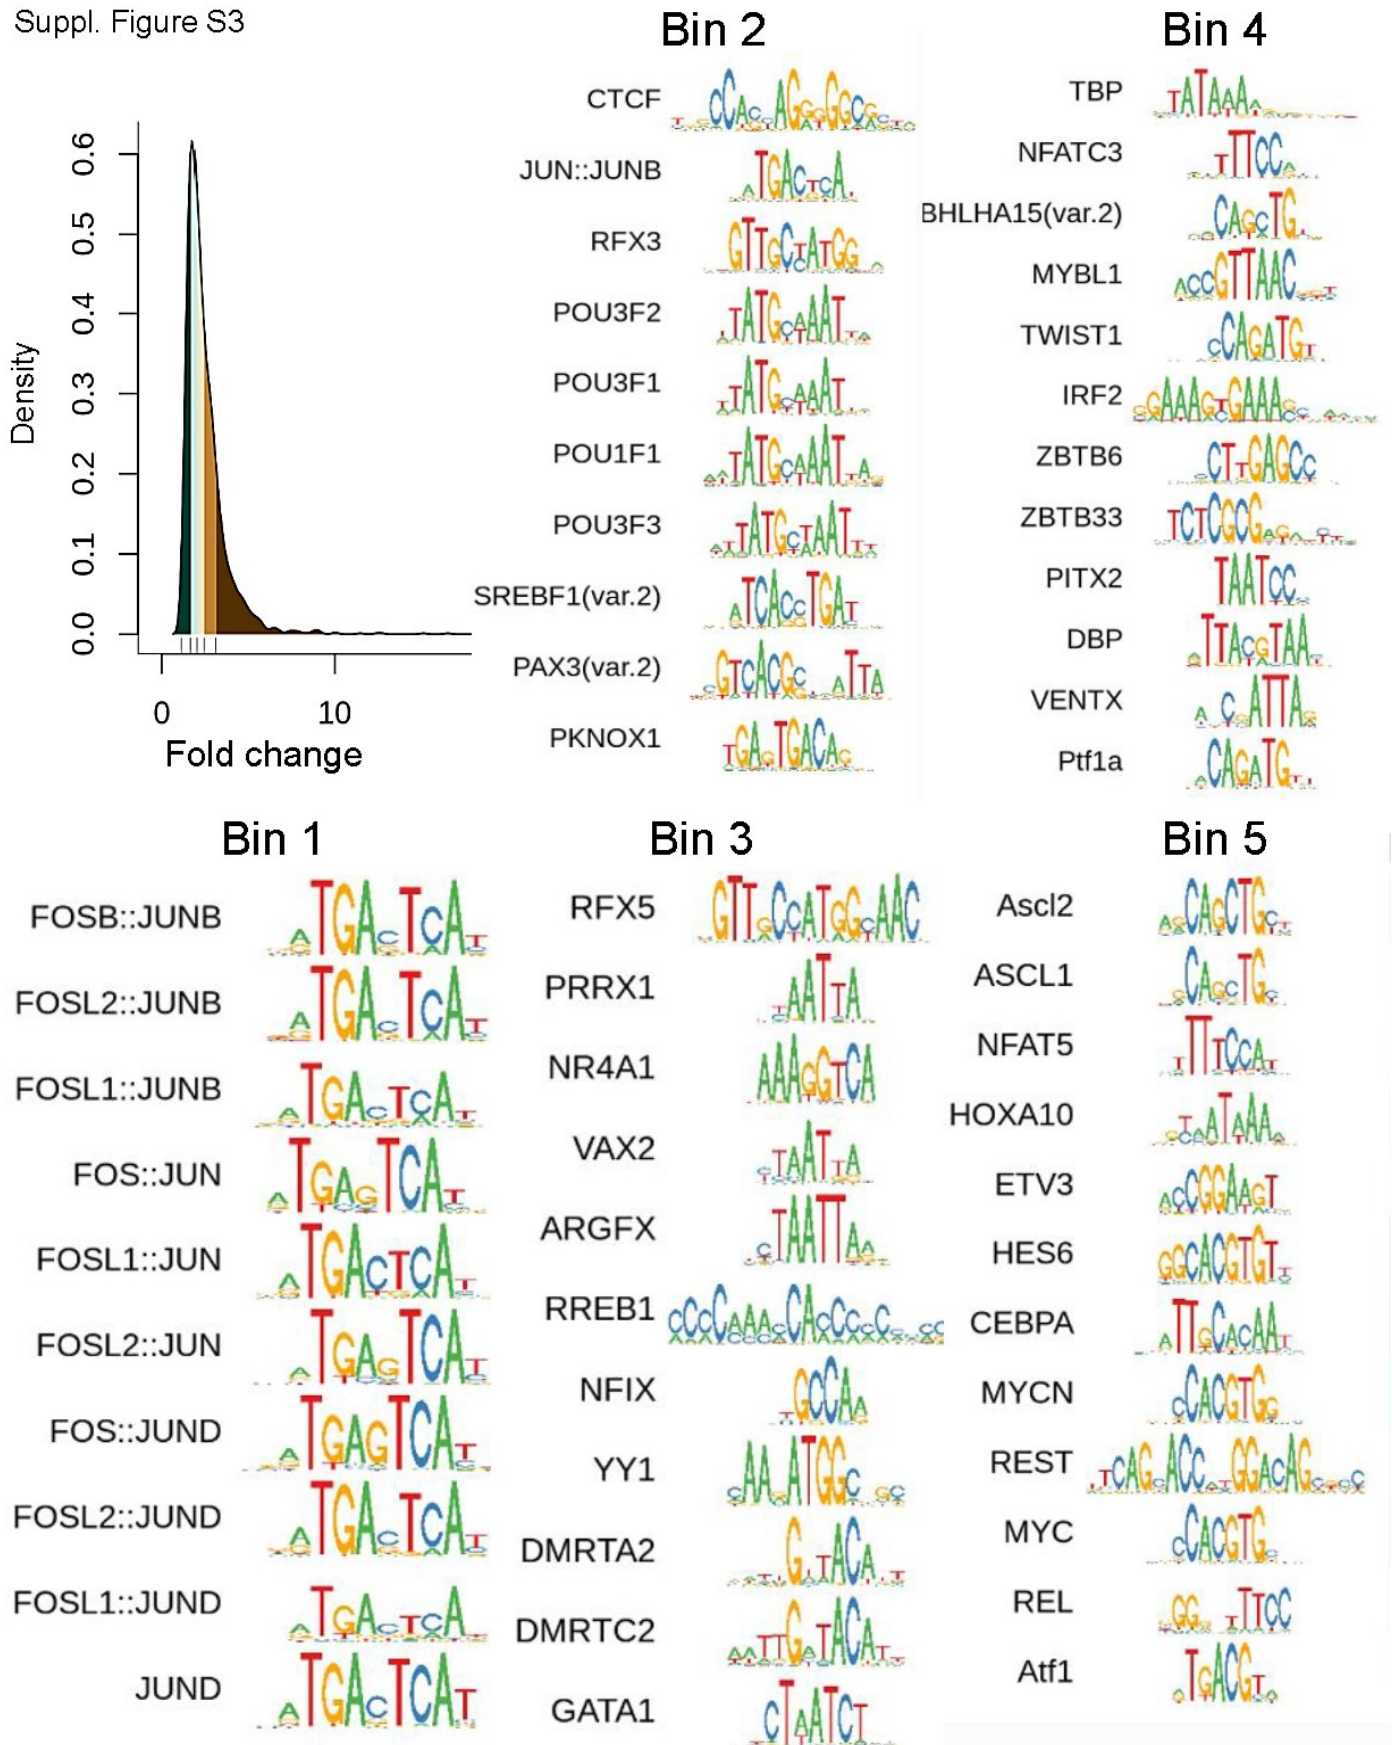 Suppl. Figure S3
Density
0.0
0.1
0.2
0.3
0.4
0.5
0.6
0
10
Fold change
Bin 2
CTCF
JUN::JUNB
RFX3
POU3F2
POU3F1
POU1F1
POU3F3
SREBF1(var.2)
PAX3(var.2)
PKNOX1
Bin 4
TBP
NFATC3
BHLHA15(var.2)
MYBL1
TWIST1
IRF2
ZBTB6
ZBTB33
PITX2
DBP
VENTX
Ptf1a
Bin 1
FOSB::JUNB
FOSL2::JUNB
FOSL1::JUNB
FOS::JUN
FOSL1::JUN
FOSL2::JUN
FOS::JUND
FOSL2::JUND
FOSL1::JUND
JUND
Bin 3
RFX5
PRRX1
NR4A1
VAX2
ARGFX
RREB1
NFIX
YY1
DMRTA2
DMRTC2
GATA1
Bin 5
Ascl2
ASCL1
NFAT5
HOXA10
ETV3
HES6
CEBPA
MYCN
REST
MYC
REL
Atf1